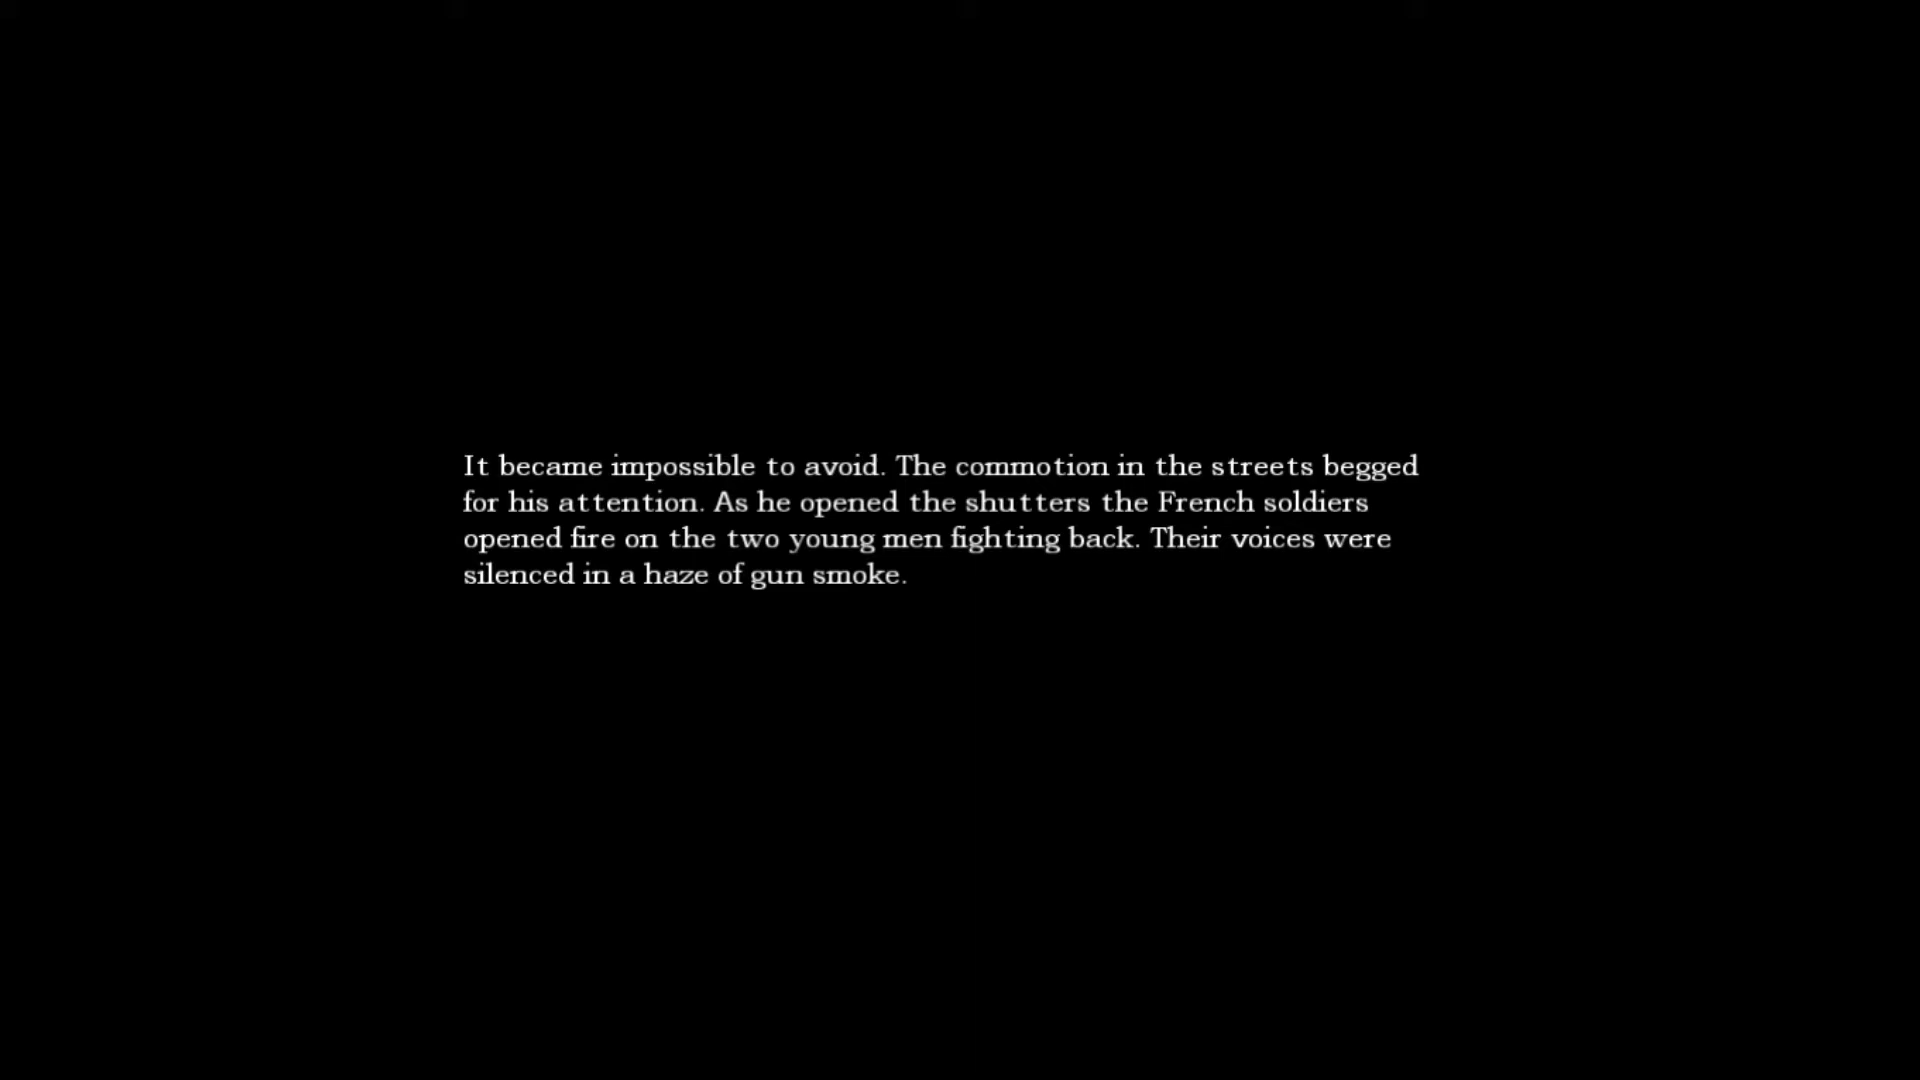 It became impossible to avoid. The commotion in the streets begged
for his attention. As he opened the shutters the French soldiers
opened fire on the two young men fighting back. Their voices were
silenced in a haze of gun smoke.